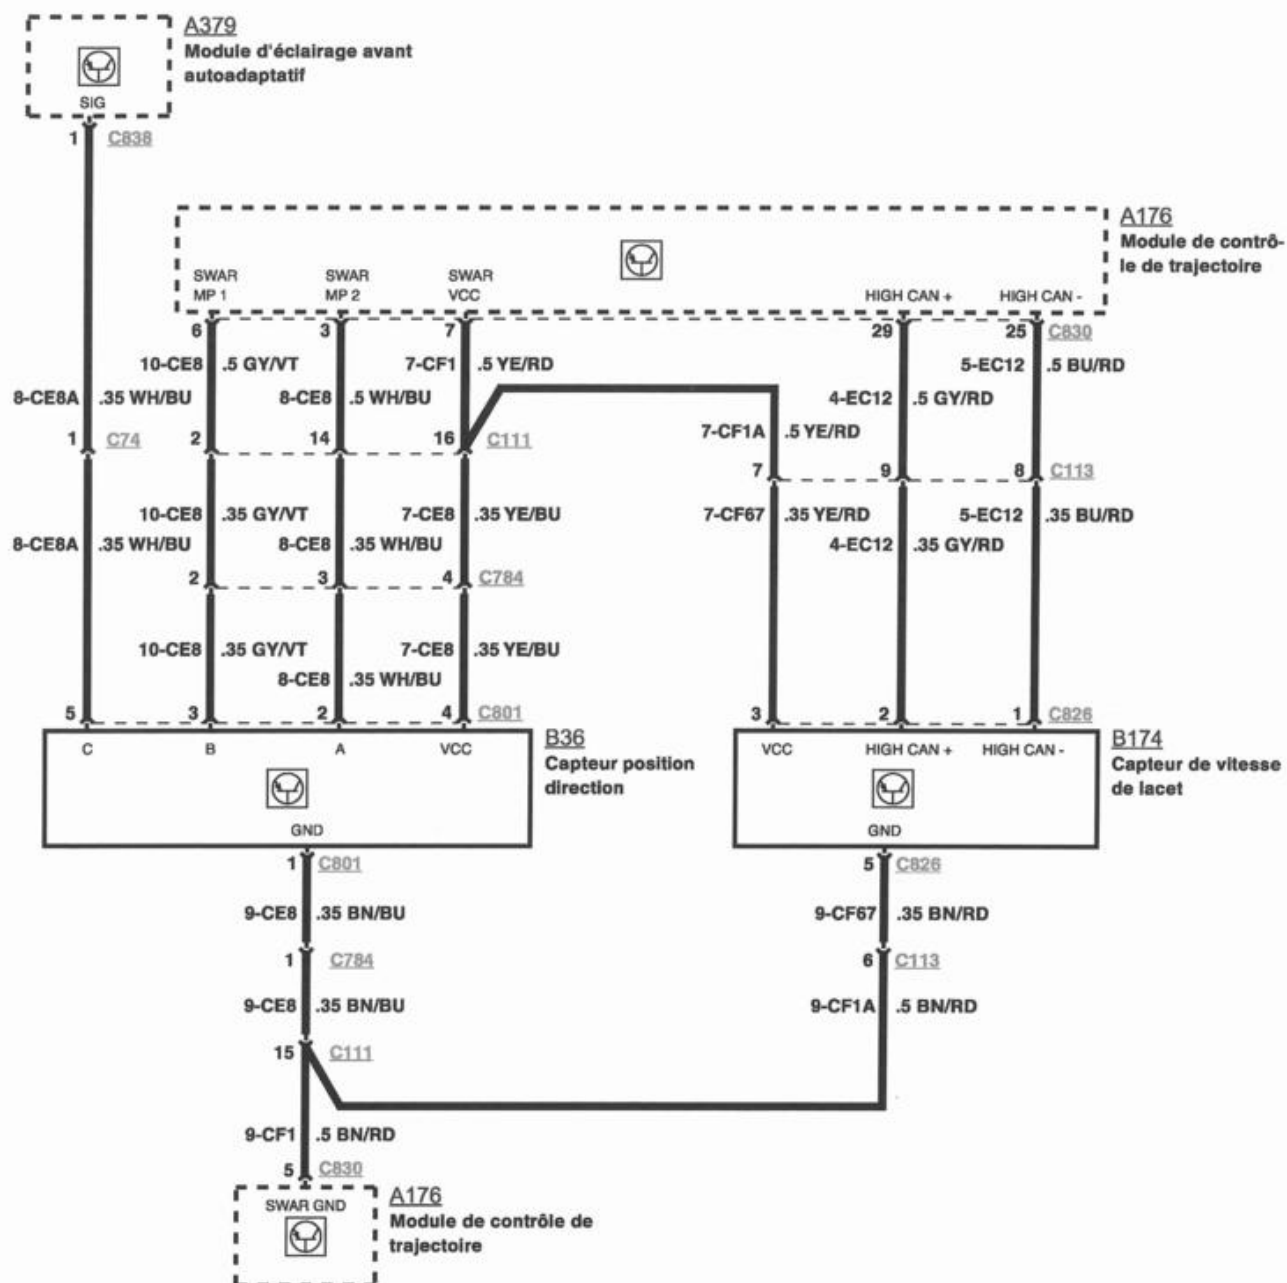 A379
Module d'éclairage avant
autoadaptatif
SIG
1 C838
A176
Module de contrô-
le de trajectoire
SWAR MP 1
SWAR MP 2
SWAR VCC
HIGH CAN +
HIGH CAN -
6 3 7 29 25 C830
10-CE8 .5 GY/VT 7-CF1 .5 YE/RD 5-EC12 .5 BU/RD
8-CE8A .35 WH/BU 8-CE8 .5 WH/BU 4-EC12 .5 GY/RD
7-CF1A .5 YE/RD
1 C74 2 14 16 C111
7 9 8 C113
10-CE8 .35 GY/VT 7-CE8 .35 YE/BU 7-CF67 .35 YE/RD 5-EC12 .35 BU/RD
8-CE8A .35 WH/BU 8-CE8 .35 WH/BU 4-EC12 .35 GY/RD
2 3 4 C784
10-CE8 .35 GY/VT 7-CE8 .35 YE/BU
8-CE8 .35 WH/BU
5 3 2 4 C801 3 2 1 C826
C B A VCC
B36
Capteur position
direction
GND
VCC HIGH CAN + HIGH CAN -
B174
Capteur de vitesse
de lacet
GND
1 C801 5 C826
9-CE8 .35 BN/BU 9-CF67 .35 BN/RD
1 C784 6 C113
9-CE8 .35 BN/BU 9-CF1A .5 BN/RD
15 C111
9-CF1 .5 BN/RD
5 C830
SWAR GND
A176
Module de contrôle de
trajectoire